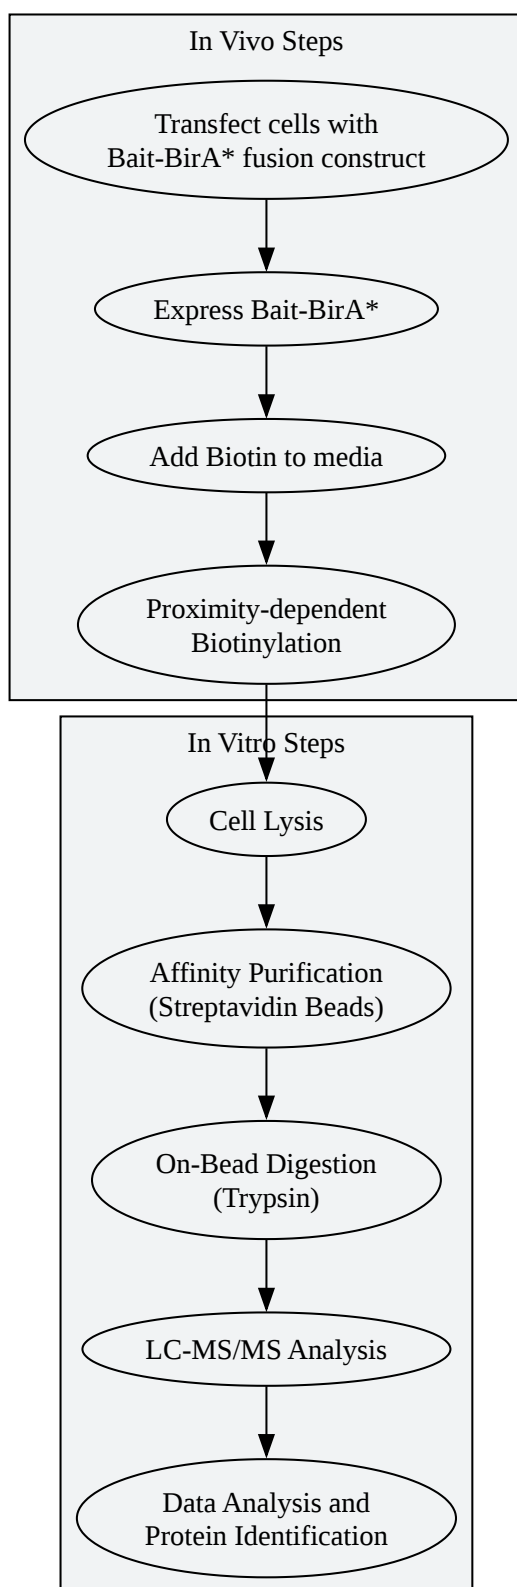 In Vivo Steps
Transfect cells with
Bait-BirA* fusion construct
Express Bait-BirA*
Add Biotin to media
Proximity-dependent
Biotinylation
In Vitro Steps
Cell Lysis
Affinity Purification
(Streptavidin Beads)
On-Bead Digestion
(Trypsin)
LC-MS/MS Analysis
Data Analysis and
Protein Identification